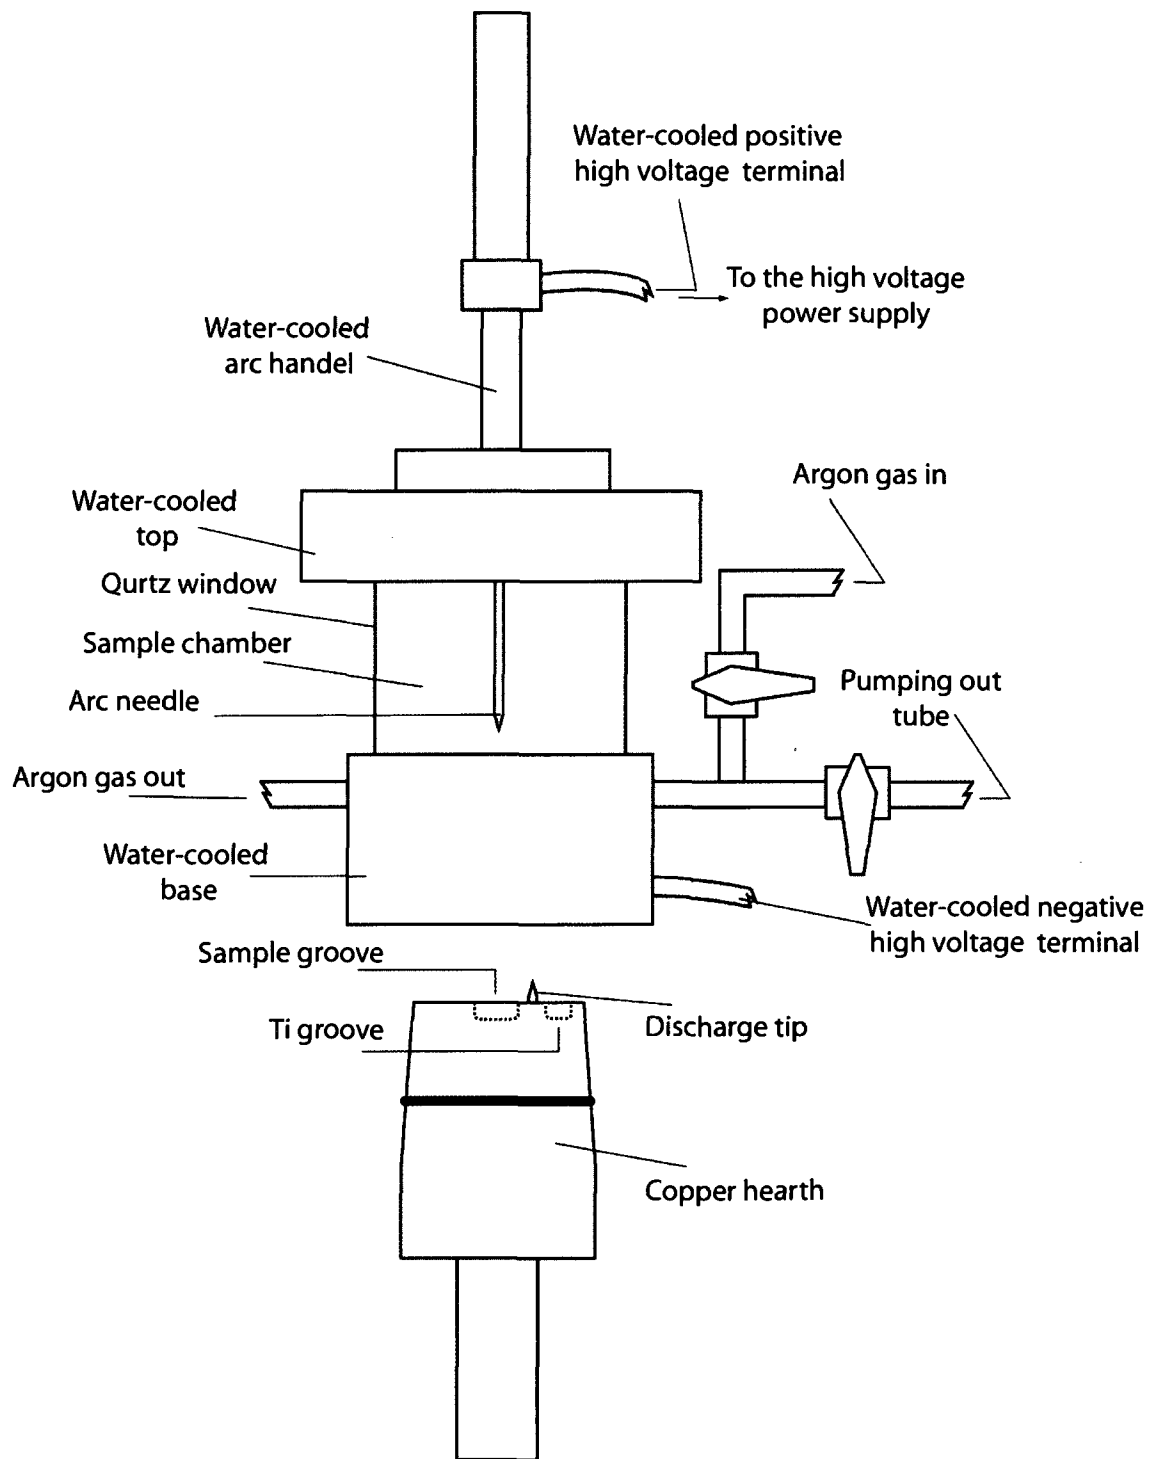 Water-cooled positive
high voltage terminal
To the high voltage
power supply
Water-cooled
arc handel
Argon gas in
Water-cooled
top
Qurtz window
Sample chamber
Arc needle
Pumping out
tube
Argon gas out
Water-cooled
base
Water-cooled negative
high voltage terminal
Sample groove
Ti groove
Discharge tip
Copper hearth